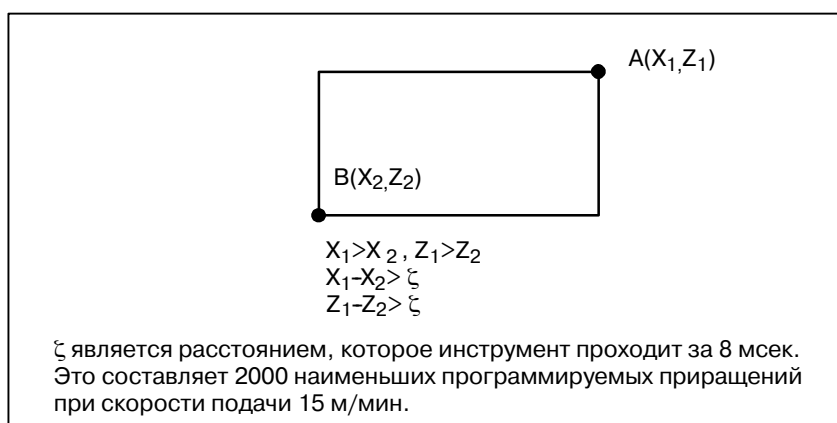 A(X₁,Z₁)
B(X₂,Z₂)
X₁>X₂, Z₁>Z₂
X₁-X₂> ζ
Z₁-Z₂> ζ
ζ является расстоянием, которое инструмент проходит за 8 мсек.
Это составляет 2000 наименьших программируемых приращений
при скорости подачи 15 м/мин.